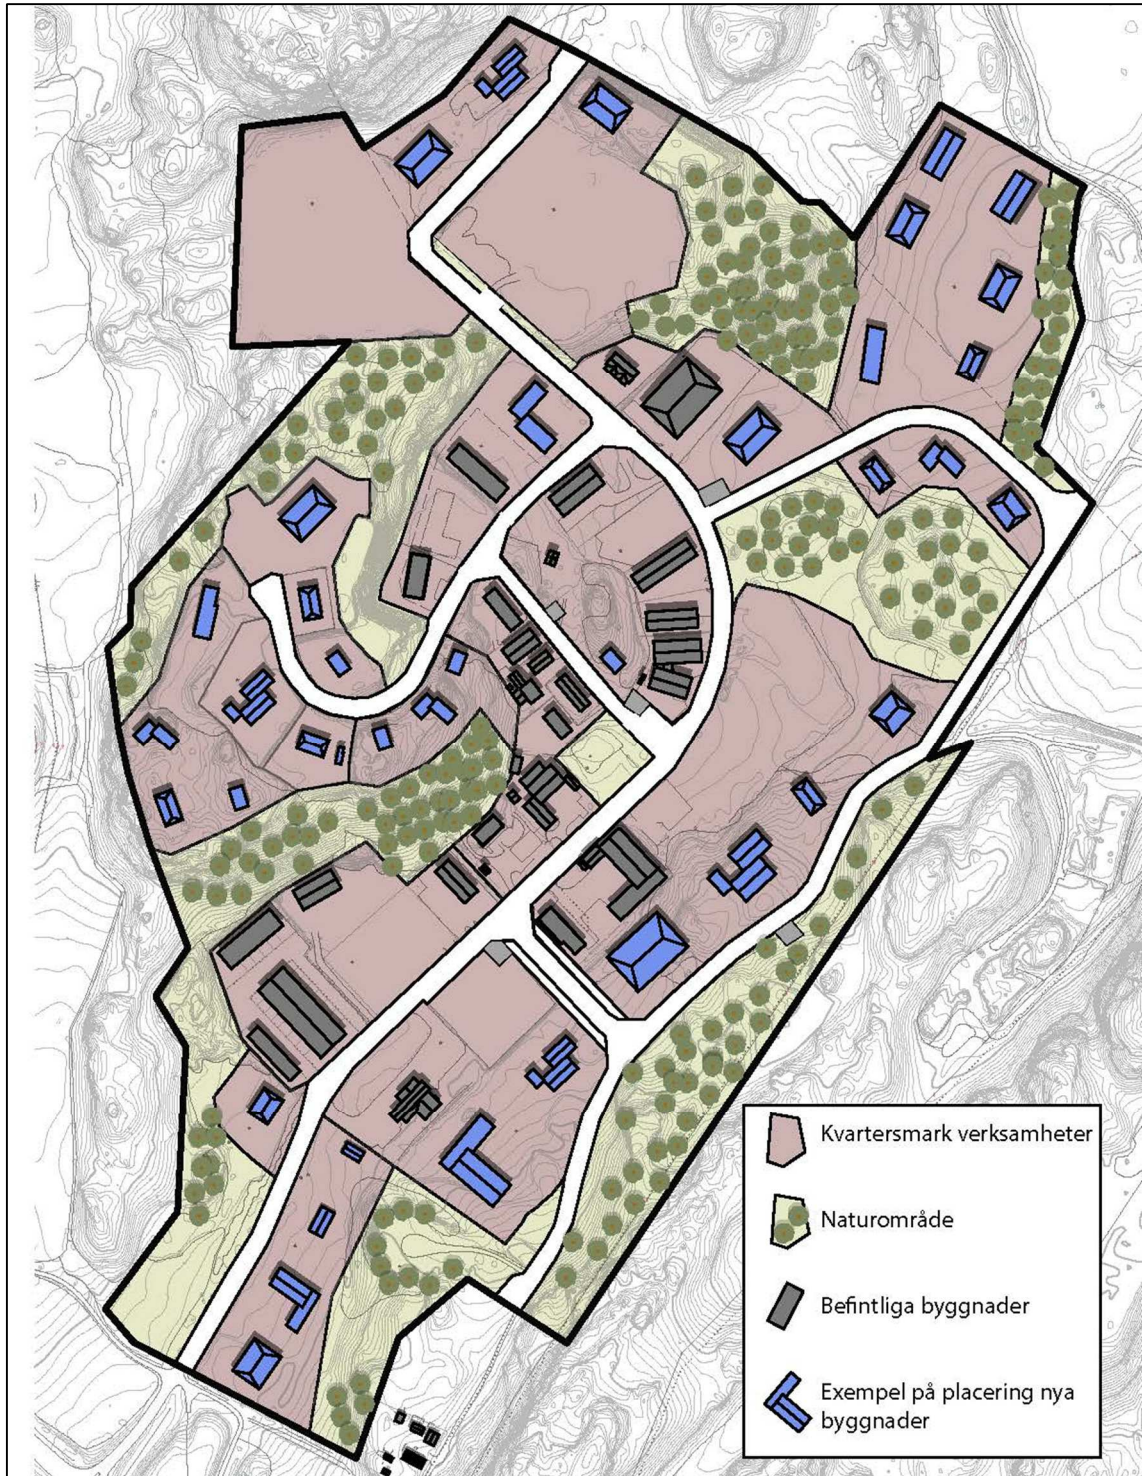 Kvartersmark verksamheter
Naturområde
Befintliga byggnader
Exempel på placering nya
byggnader